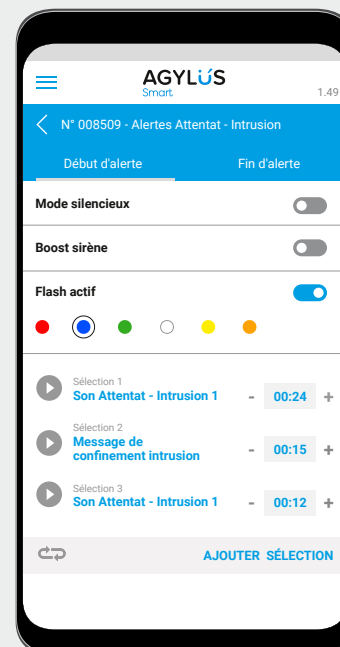 AGYLÚS
Smart
1.49
N° 008509 - Alertes Attentat - Intrusion
Début d'alerte Fin d'alerte
Mode silencieux
Boost sirène
Flash actif
Sélection 1
Son Attentat - Intrusion 1 - 00:24 +
Sélection 2
Message de
confinement intrusion - 00:15 +
Sélection 3
Son Attentat - Intrusion 1 - 00:12 +
AJOUTER SÉLECTION